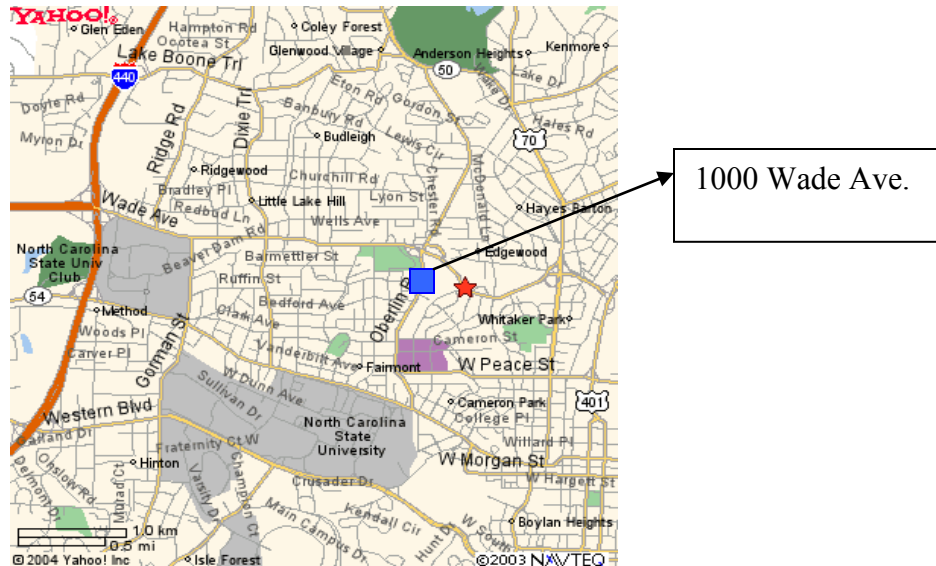 YAHOO!
Glen Eden
Hampton Rd
Coley Forest
Ocotea St
Glenwood Village
Anderson Heights
Kenmore
Lake Boone Trl
50
Wake Dr
Lake Dr
440
Eton Rd
Gordon St
Doyle Rd
Banbury Rd
Hales Rd
Myron Dr
Ridge Rd
Dixie Trl
Budleigh
Lewis Cir
70
Ridgewood
Churchill Rd
Chester Rd
McDonald Ln
1000 Wade Ave.
Bradley Pl
Little Lake Hill
Lyon St
Wade Ave
Redbud Ln
Wells Ave
Hayes Barton
North Carolina
State Univ
Club
Beaver Dam Rd
Barmettler St
Edgewood
Ruffin St
54
Bedford Ave
Oberlin
Method
Clark Ave
Whitaker Park
Woods Pl
Cameron St
Carver Pl
Gorman St
Vanderbilt Ave
Fairmont
W Peace St
W Dunn Ave
Sullivan Dr
Western Blvd
Cameron Park
401
College Pl
North Carolina
State
University
Garland Dr
Fraternity Ct W
Willard Pl
Hinton
W Morgan St
Onslow Rd
Delmont Dr
Murad Ct
Varsity Dr
Champion Ct
Crusader Dr
W Hargett St
Main Campus Dr
Kendall Cir
Hunt
W South
Boylan Heights
1.0 km
0.5 mi
Isle Forest
© 2004 Yahoo! Inc
©2003 NAVTEQ